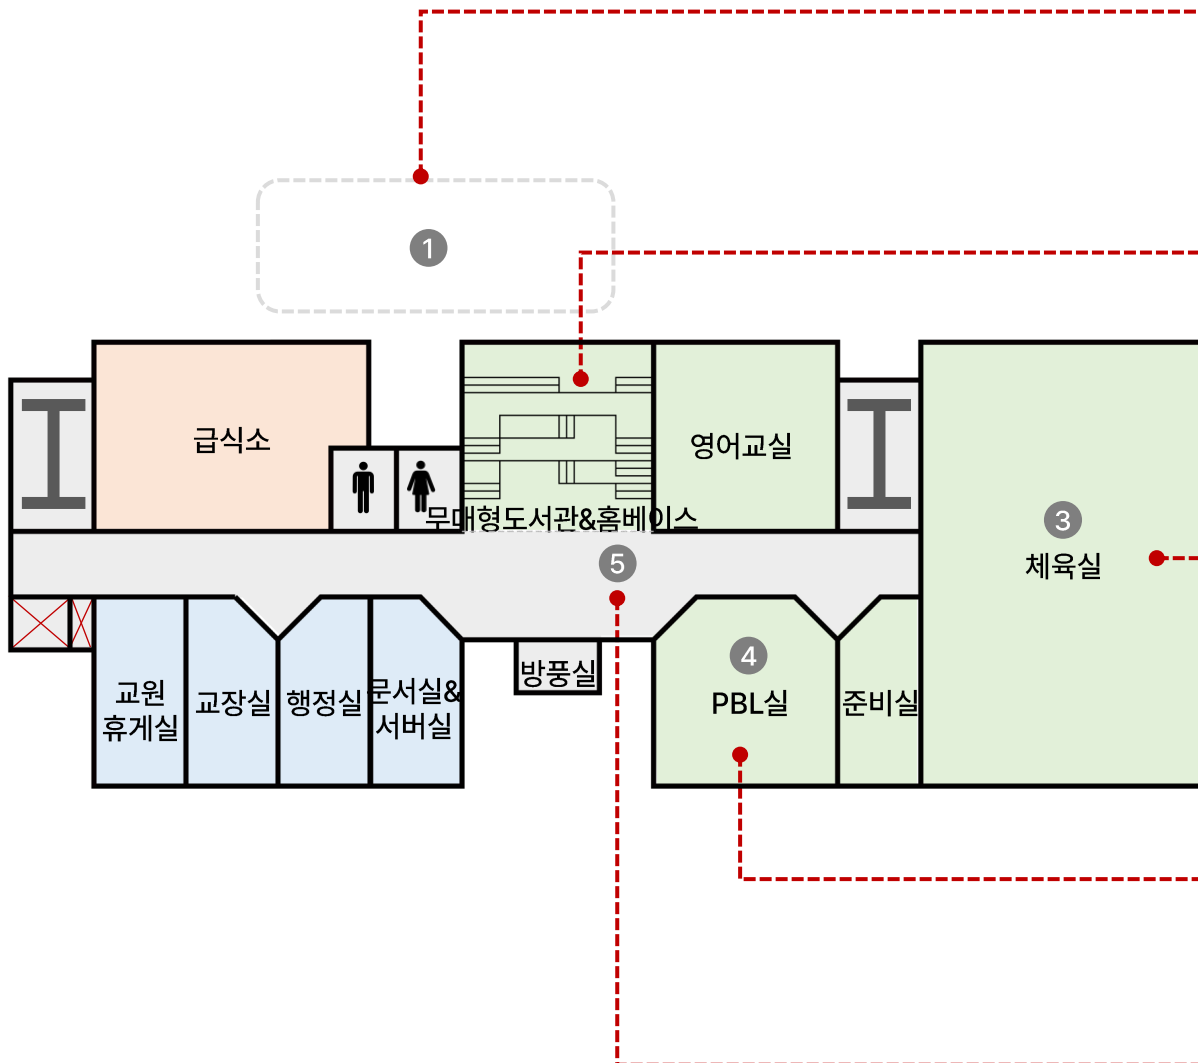 1
급식소
영어교실
무대형도서관&홈베이스
3
체육실
5
4
PBL실
준비실
방풍실
교원
휴게실
교장실
행정실
문서실&
서버실